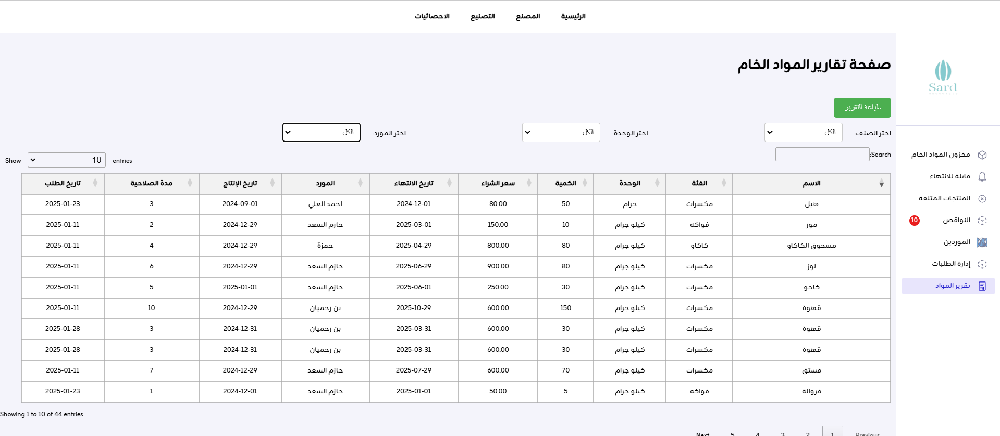 الرئيسية المصنع التصنيع الاحصائيات
Sard
صفحة تقارير المواد الخام
طباعة التقرير
اختر الصنف: الكل اختر الوحدة: الكل اختر المورد: الكل
Search:
Show 10 entries
الاسم الفئة الوحدة الكمية سعر الشراء تاريخ الانتهاء المورد تاريخ الإنتاج مدة الصلاحية تاريخ الطلب
هيل مكسرات جرام 50 80.00 2024-12-01 احمد العلي 2024-09-01 3 2025-01-23
موز فواكه كيلو جرام 10 150.00 2025-03-01 حازم السعد 2024-12-29 2 2025-01-11
مسحوق الكاكاو كاكاو كيلو جرام 80 800.00 2025-04-29 حمزة 2024-12-29 4 2025-01-11
لوز مكسرات كيلو جرام 80 900.00 2025-06-29 حازم السعد 2024-12-29 6 2025-01-11
كاجو مكسرات كيلو جرام 30 250.00 2025-06-01 حازم السعد 2025-01-01 5 2025-01-11
قهوة مكسرات كيلو جرام 150 600.00 2025-10-29 بن زحميان 2024-12-29 10 2025-01-11
قهوة مكسرات كيلو جرام 30 600.00 2025-03-31 بن زحميان 2024-12-31 3 2025-01-28
قهوة مكسرات كيلو جرام 30 600.00 2025-03-31 بن زحميان 2024-12-31 3 2025-01-28
فستق مكسرات كيلو جرام 70 600.00 2025-07-29 حازم السعد 2024-12-29 7 2025-01-11
فروالة فواكه كيلو جرام 5 50.00 2025-01-01 حازم السعد 2024-12-01 1 2025-01-23
Showing 1 to 10 of 44 entries
Previous 1 2 3 4 5 Next
مخزون المواد الخام
قابلة للانتهاء
المنتجات المتلفة
النواقص 10
الموردين
إدارة الطلبات
تقرير المواد